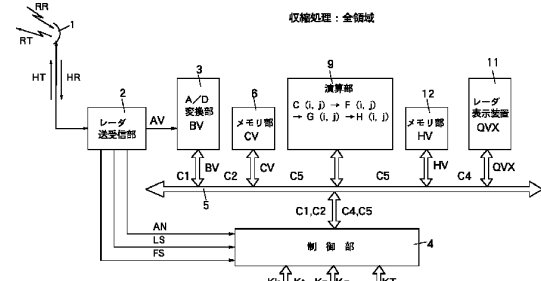 RR
収縮処理：全領域
1
RT
3
9
11
HT
HR
6
12
2
A／D
変換部
BV
メモリ部
CV
演算部
C (i, j) → F (i, j)
→ G (i, j) → H (i, j)
メモリ部
HV
レーダ
表示装置
QVX
レーダ
送受信部
AV
C1
BV
C2
CV
C5
C5
HV
C4
QVX
5
C1,C2
C4,C5
AN
LS
FS
制 御 部
4
KT